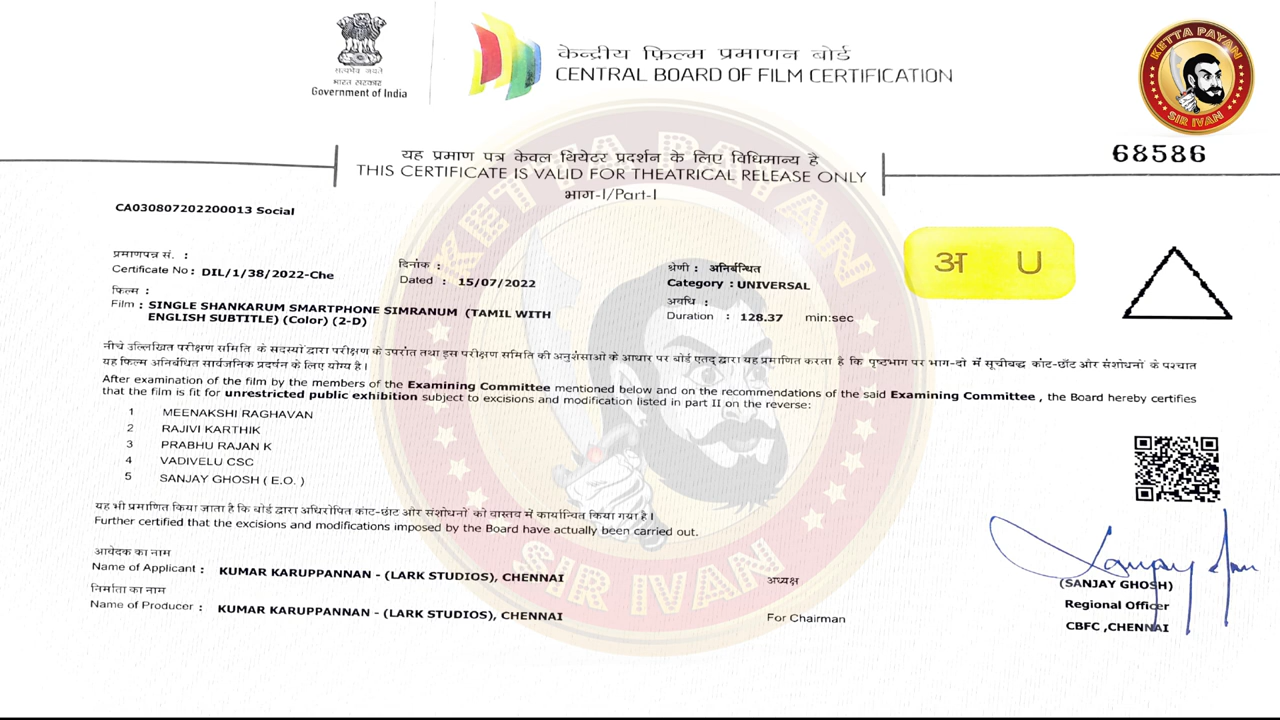 सत्यमेव जयते
भारत सरकार
Government of India
केन्द्रीय फ़िल्म प्रमाणन बोर्ड
CENTRAL BOARD OF FILM CERTIFICATION
KETTA PAYAN
SIR IVAN
68586
यह प्रमाण पत्र केवल थियेटर प्रदर्शन के लिए विधिमान्य है
THIS CERTIFICATE IS VALID FOR THEATRICAL RELEASE ONLY
भाग-I/Part-I
CA030807202200013 Social
प्रमाणपत्र सं. :
Certificate No : DIL/1/38/2022-Che
दिनांक :
Dated : 15/07/2022
श्रेणी : अनिर्बन्धित
Category : UNIVERSAL
अ U
फिल्म :
Film : SINGLE SHANKARUM SMARTPHONE SIMRANUM (TAMIL WITH
ENGLISH SUBTITLE) (Color) (2-D)
अवधि :
Duration : 128.37 min:sec
नीचे उल्लिखित परीक्षण समिति के सदस्यों द्वारा परीक्षण के उपरांत तथा इस परीक्षण समिति की अनुशंसाओं के आधार पर बोर्ड एतद् द्वारा यह प्रमाणित करता है कि पृष्ठभाग पर भाग-दो में सूचीबद्ध काट-छाँट और संशोधनों के पश्चात
यह फिल्म अनिर्बंधित सार्वजनिक प्रदर्शन के लिए योग्य है।
After examination of the film by the members of the Examining Committee mentioned below and on the recommendations of the said Examining Committee , the Board hereby certifies
that the film is fit for unrestricted public exhibition subject to excisions and modification listed in part II on the reverse:
1 MEENAKSHI RAGHAVAN
2 RAJIVI KARTHIK
3 PRABHU RAJAN K
4 VADIVELU CSC
5 SANJAY GHOSH ( E.O. )
यह भी प्रमाणित किया जाता है कि बोर्ड द्वारा अधिरोपित काट-छांट और संशोधनों को वास्तव में कार्यान्वित किया गया है।
Further certified that the excisions and modifications imposed by the Board have actually been carried out.
आवेदक का नाम
Name of Applicant : KUMAR KARUPPANNAN - (LARK STUDIOS), CHENNAI
निर्माता का नाम
Name of Producer : KUMAR KARUPPANNAN - (LARK STUDIOS), CHENNAI
अध्यक्ष
For Chairman
(SANJAY GHOSH)
Regional Officer
CBFC ,CHENNAI
KETTA PAYAN
SIR IVAN